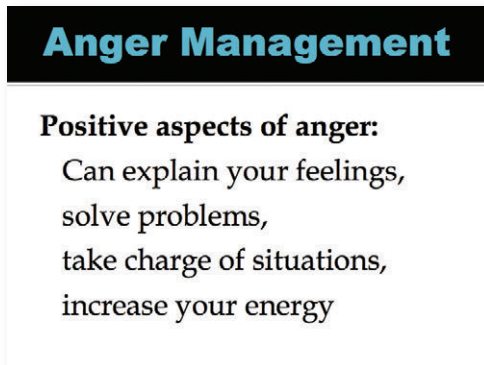 Anger Management
Positive aspects of anger:
Can explain your feelings,
solve problems,
take charge of situations,
increase your energy